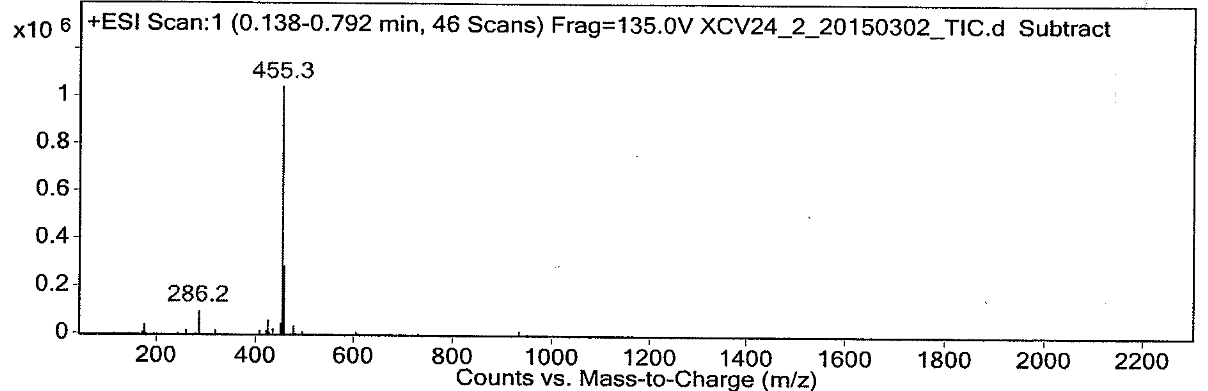 x10 6
+ESI Scan:1 (0.138-0.792 min, 46 Scans) Frag=135.0V XCV24_2_20150302_TIC.d Subtract
455.3
1
0.8
0.6
0.4
0.2
286.2
0
200 400 600 800 1000 1200 1400 1600 1800 2000 2200
Counts vs. Mass-to-Charge (m/z)